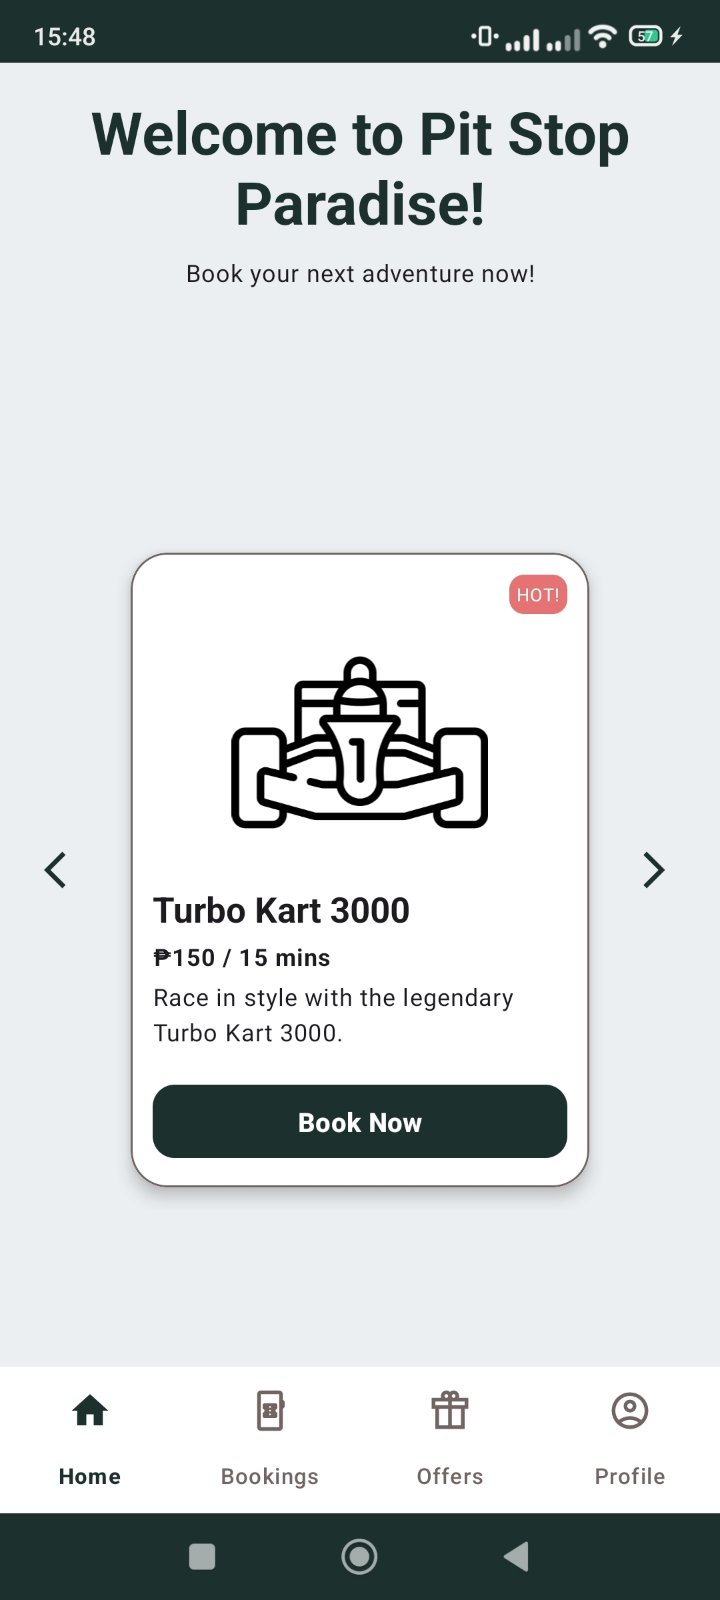 15:48
57
Welcome to Pit Stop
Paradise!
Book your next adventure now!
HOT!
1
Turbo Kart 3000
₱150 / 15 mins
Race in style with the legendary
Turbo Kart 3000.
Book Now
Home
Bookings
Offers
Profile